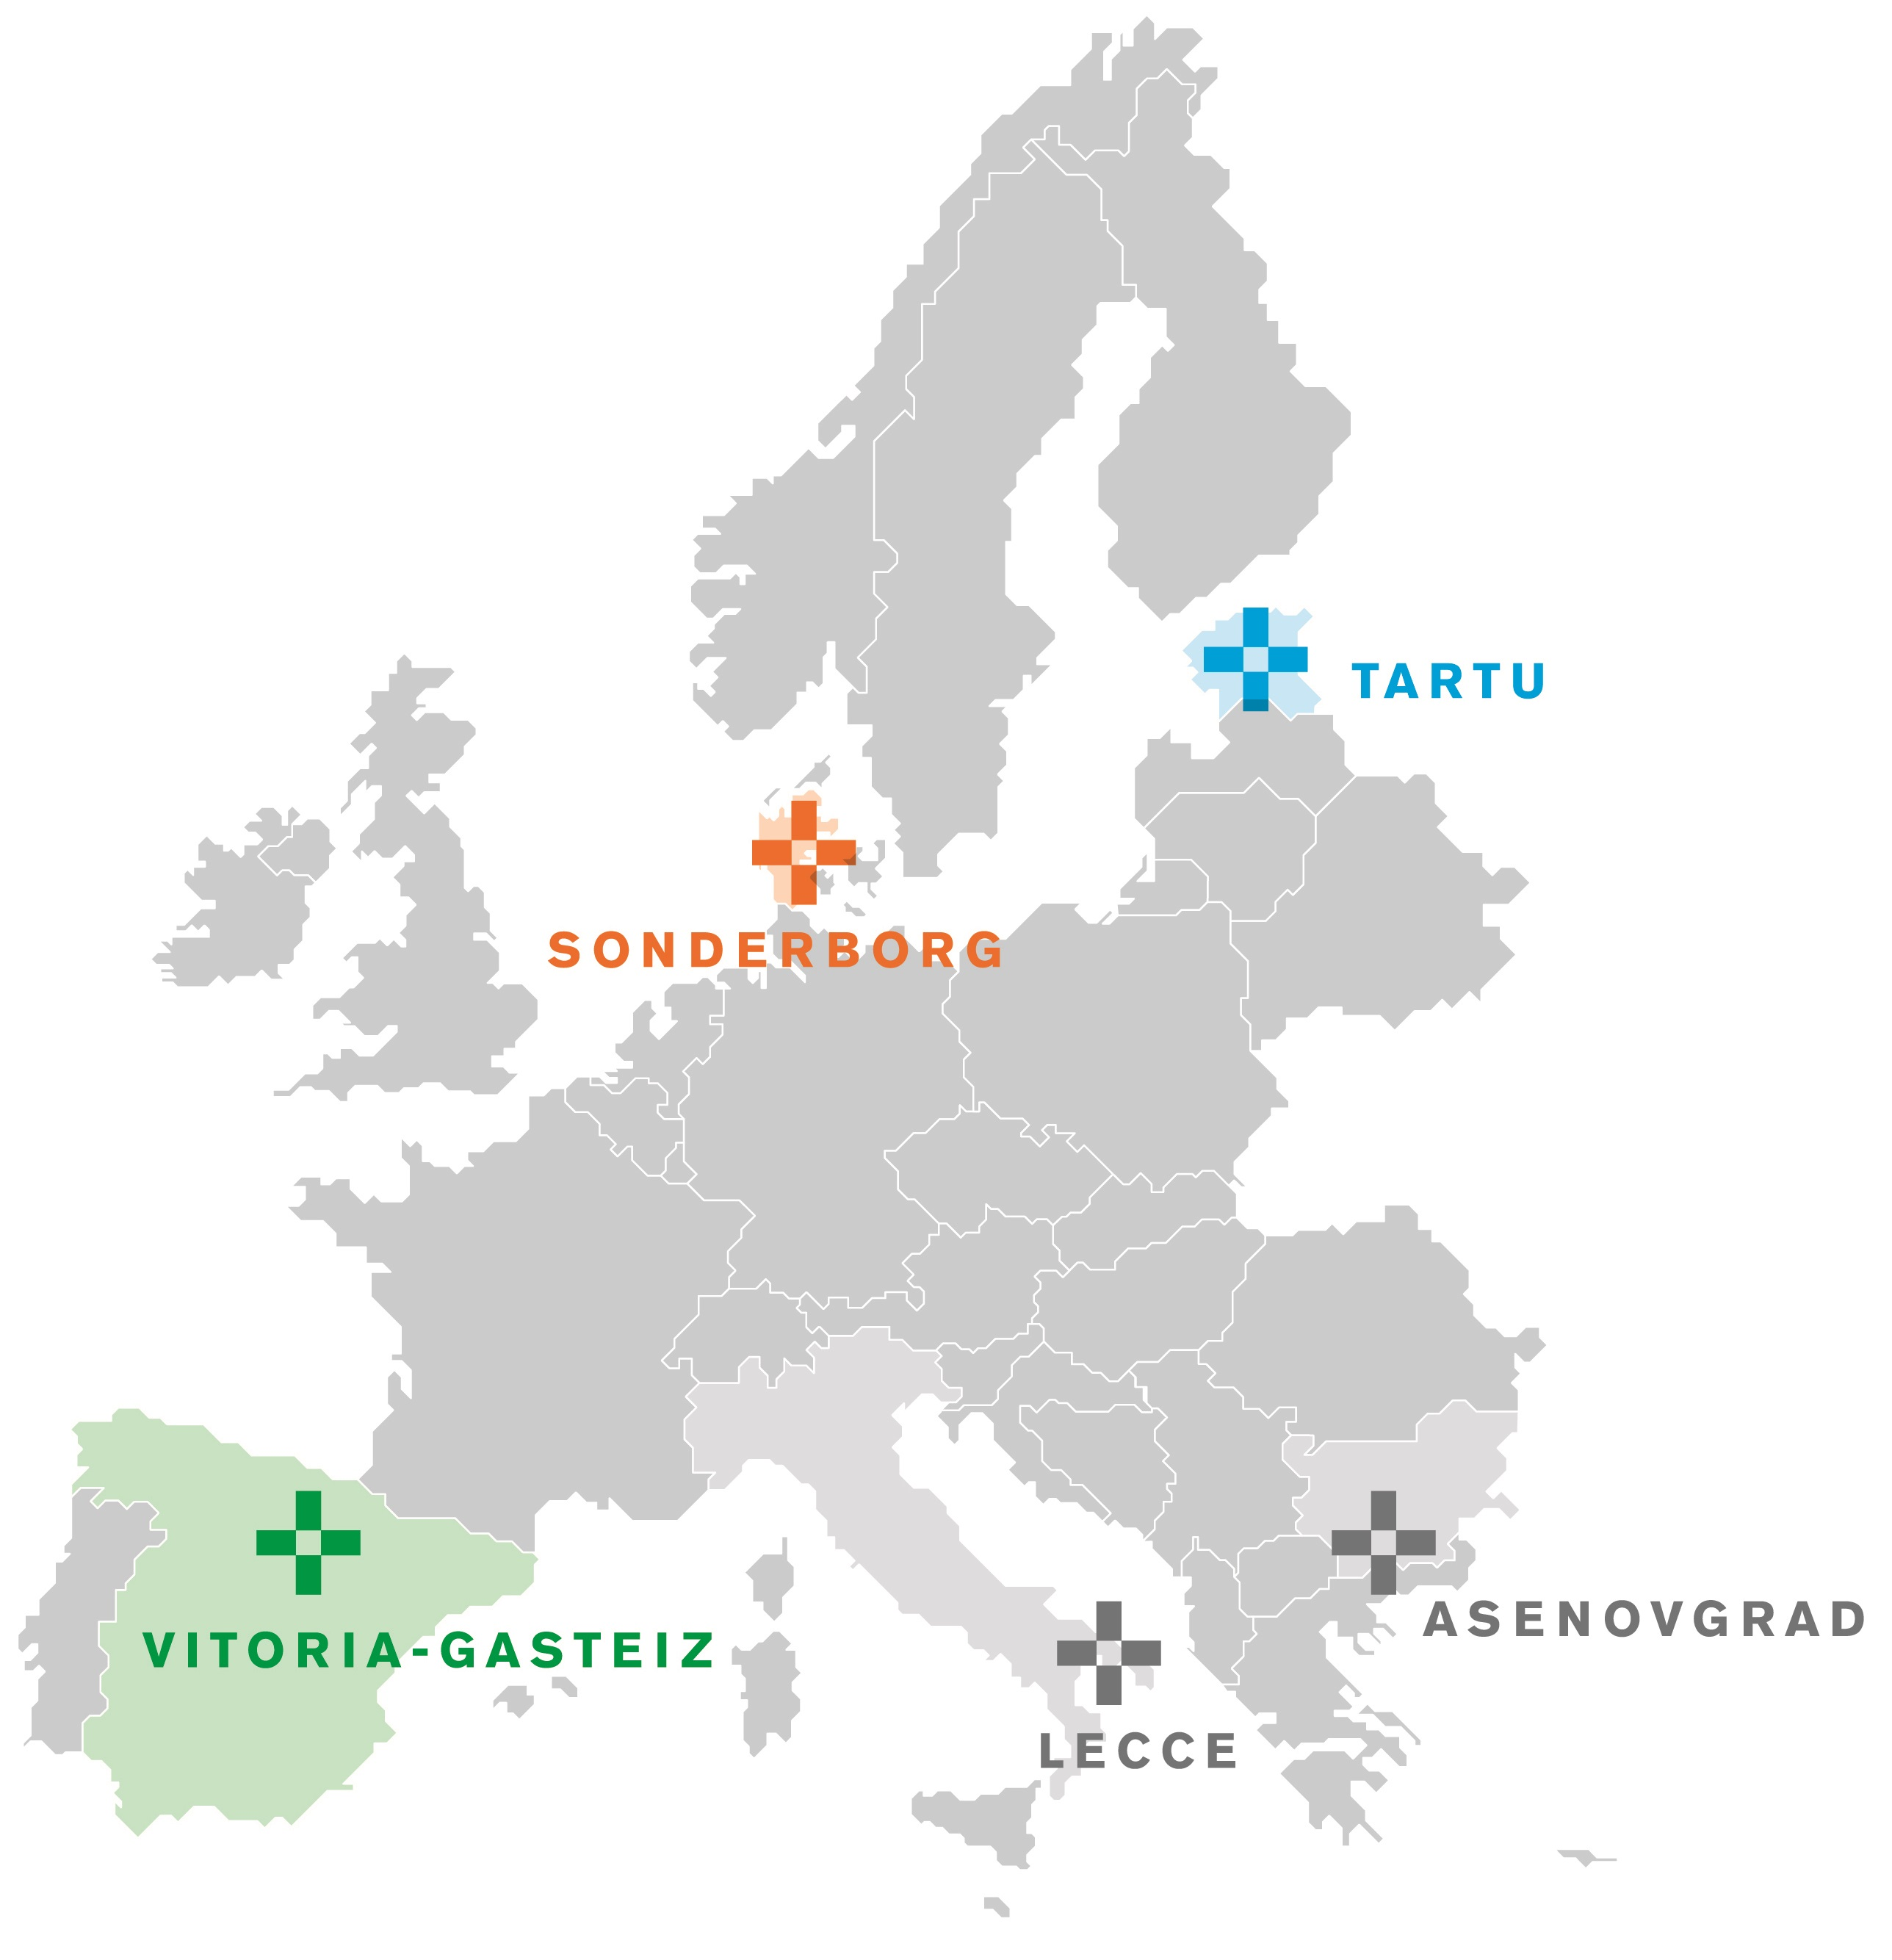 TARTU
SONDERBORG
ASENOVGRAD
VITORIA-GASTEIZ
LECCE